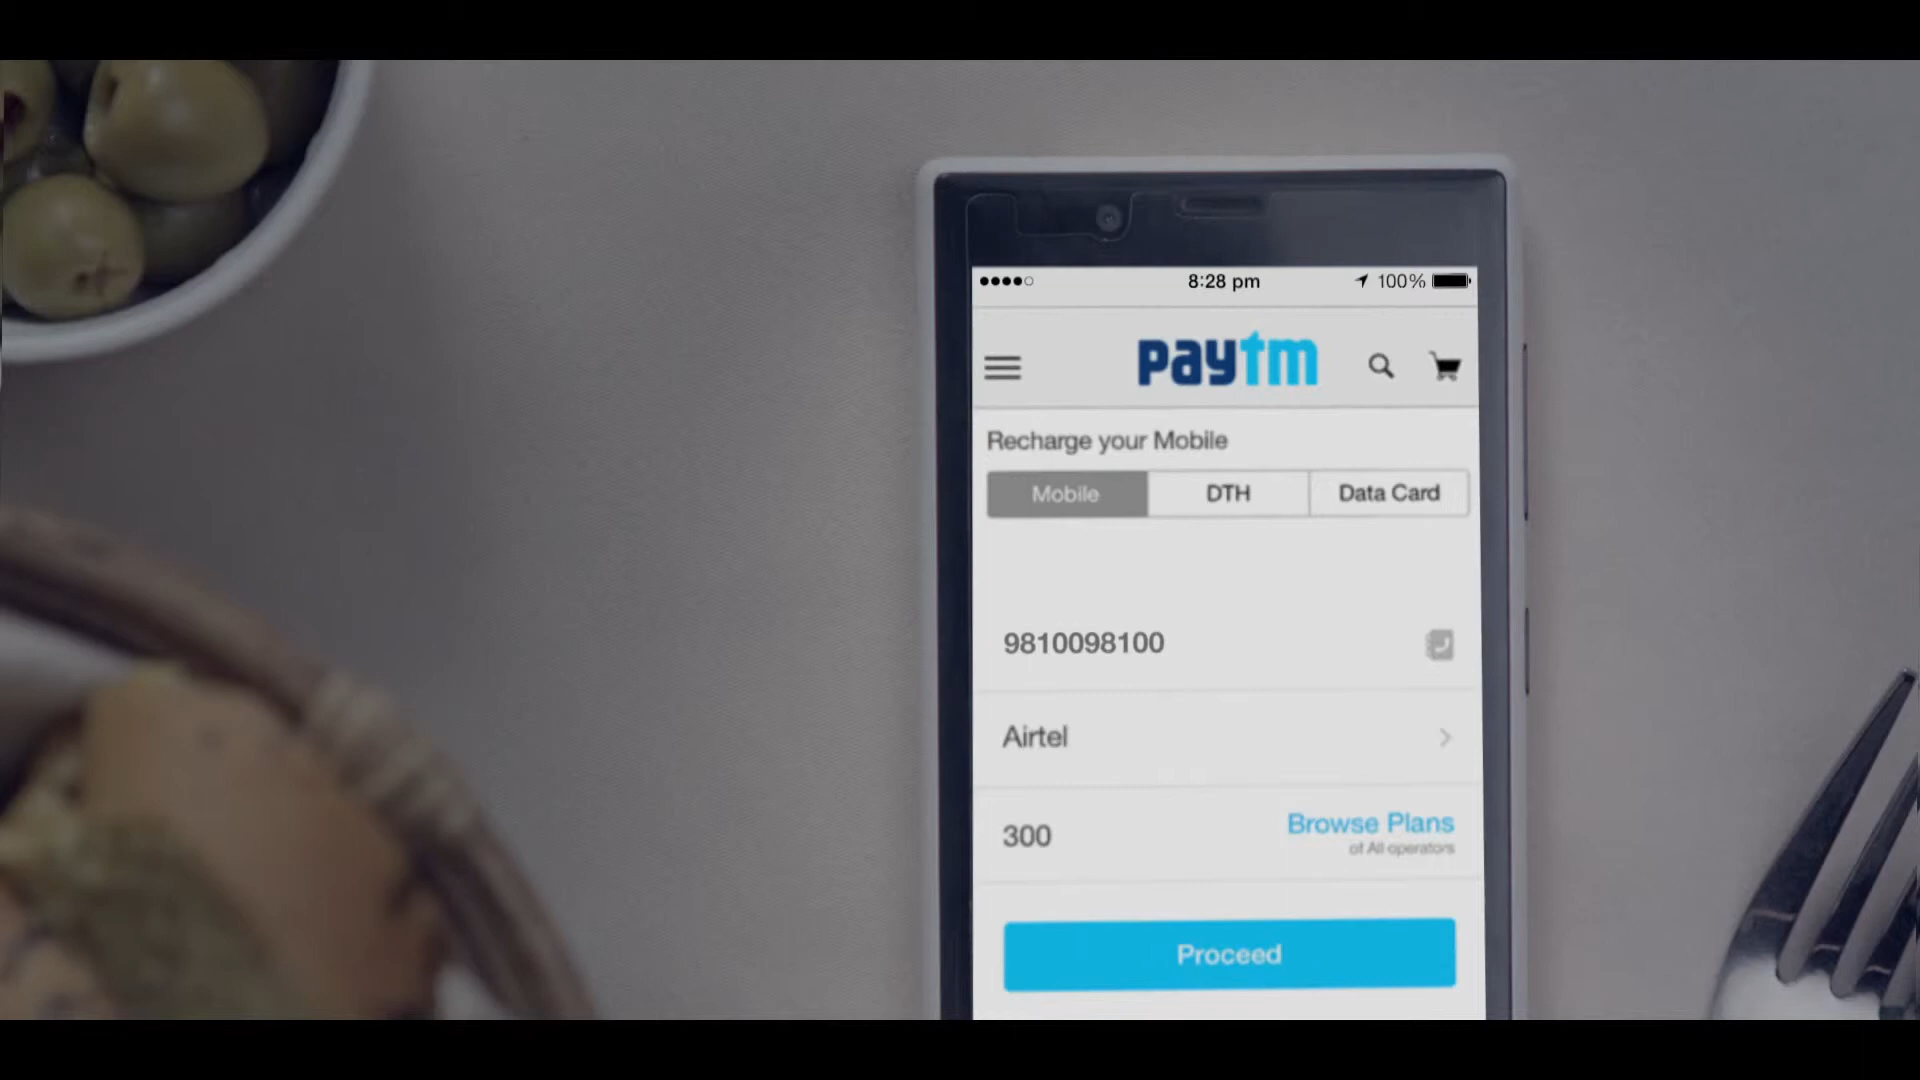 8:28 pm 100%
paytm
Recharge your Mobile
Mobile DTH Data Card
9810098100
Airtel
300 Browse Plans
of All operators
Proceed